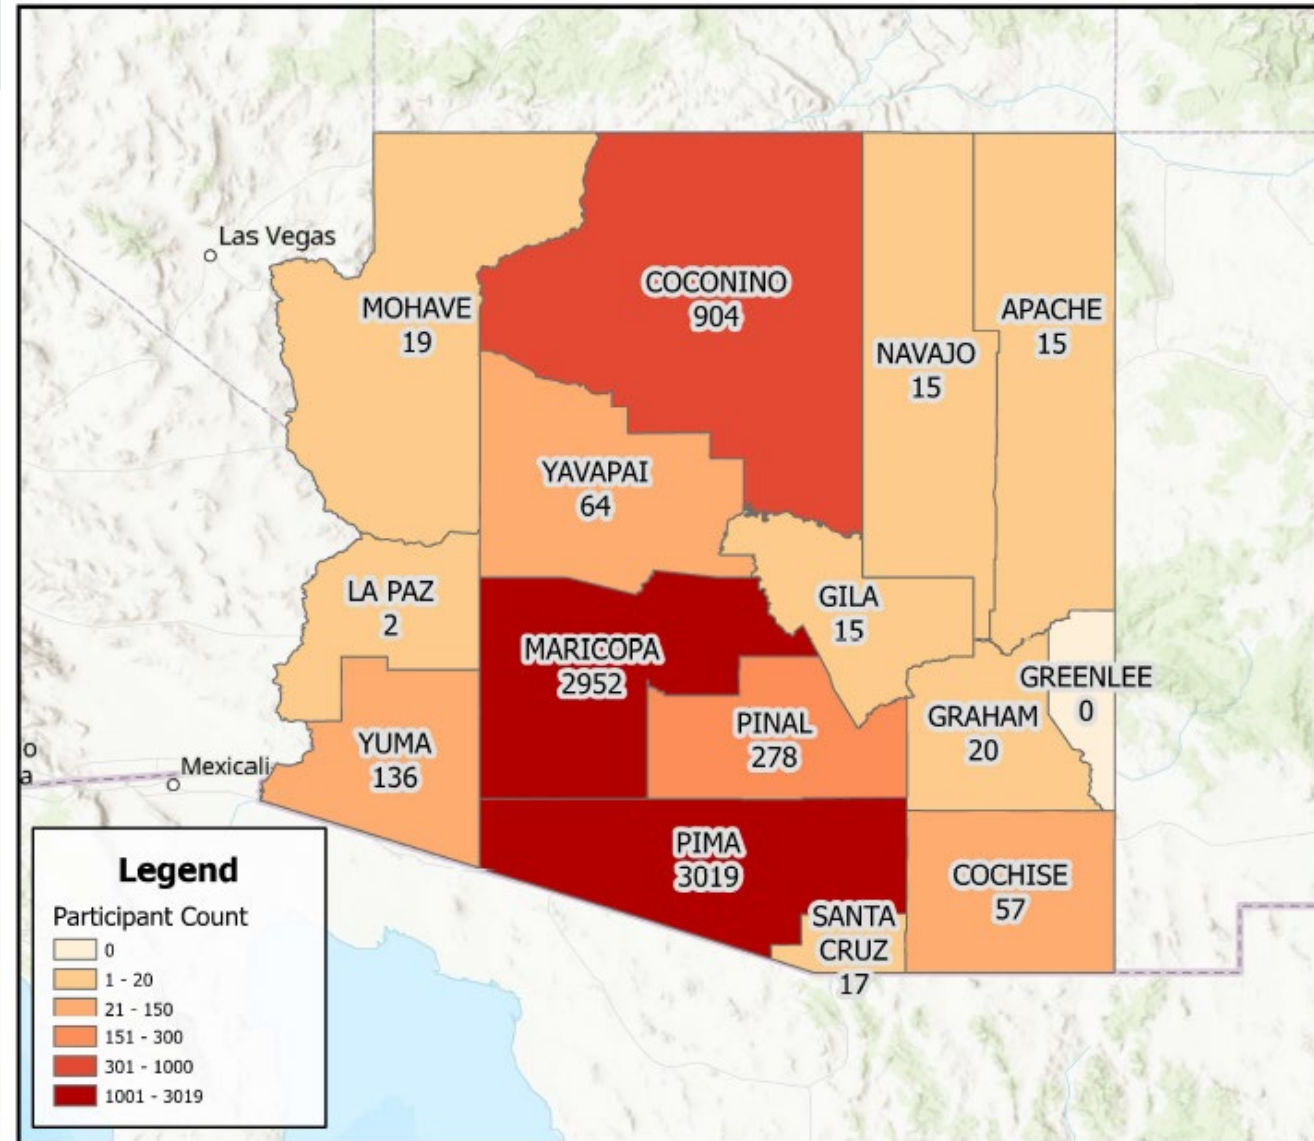 Las Vegas
COCONINO
904
MOHAVE
19
APACHE
15
NAVAJO
15
YAVAPAI
64
LA PAZ
2
GILA
15
MARICOPA
2952
GREENLEE
0
GRAHAM
20
PINAL
278
YUMA
136
o
a
Mexicali
PIMA
3019
COCHISE
57
SANTA
CRUZ
17
Legend
Participant Count
0
1 - 20
21 - 150
151 - 300
301 - 1000
1001 - 3019